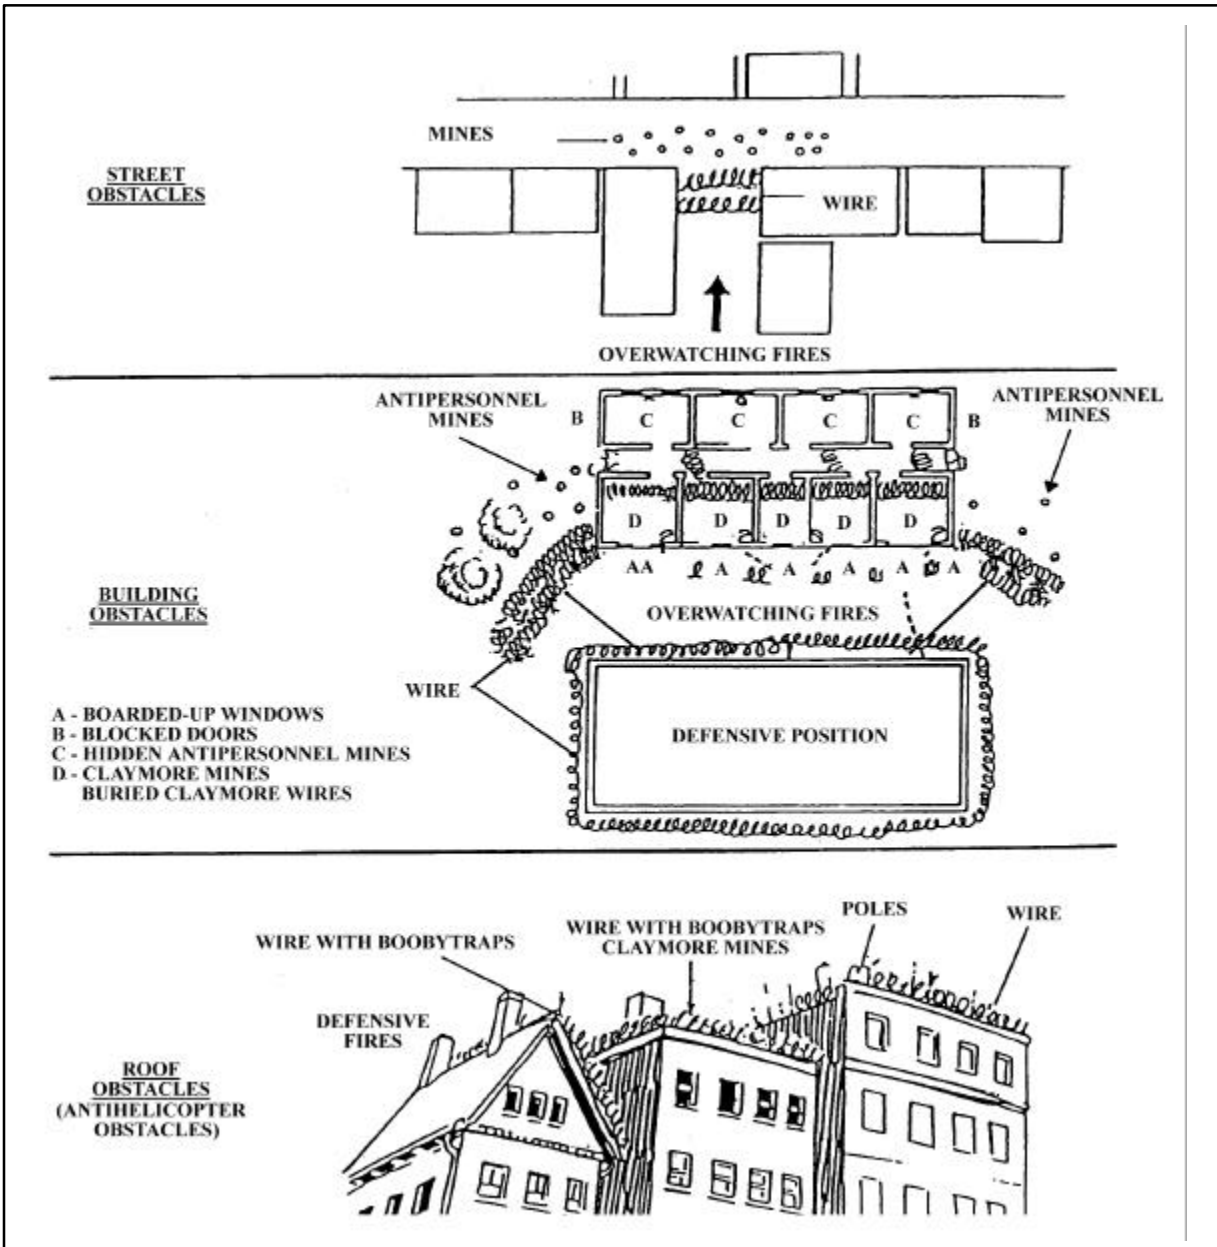 MINES
STREET
OBSTACLES
WIRE
OVERWATCHING FIRES
ANTIPERSONNEL
MINES
ANTIPERSONNEL
MINES
B
C
C
C
C
B
D
D
D
D
D
AA
A
A
A
A
A
BUILDING
OBSTACLES
OVERWATCHING FIRES
WIRE
A - BOARDED-UP WINDOWS
B - BLOCKED DOORS
C - HIDDEN ANTIPERSONNEL MINES
D - CLAYMORE MINES
BURIED CLAYMORE WIRES
DEFENSIVE POSITION
POLES
WIRE
WIRE WITH BOOBYTRAPS
WIRE WITH BOOBYTRAPS
CLAYMORE MINES
DEFENSIVE
FIRES
ROOF
OBSTACLES
(ANTIHELICOPTER
OBSTACLES)